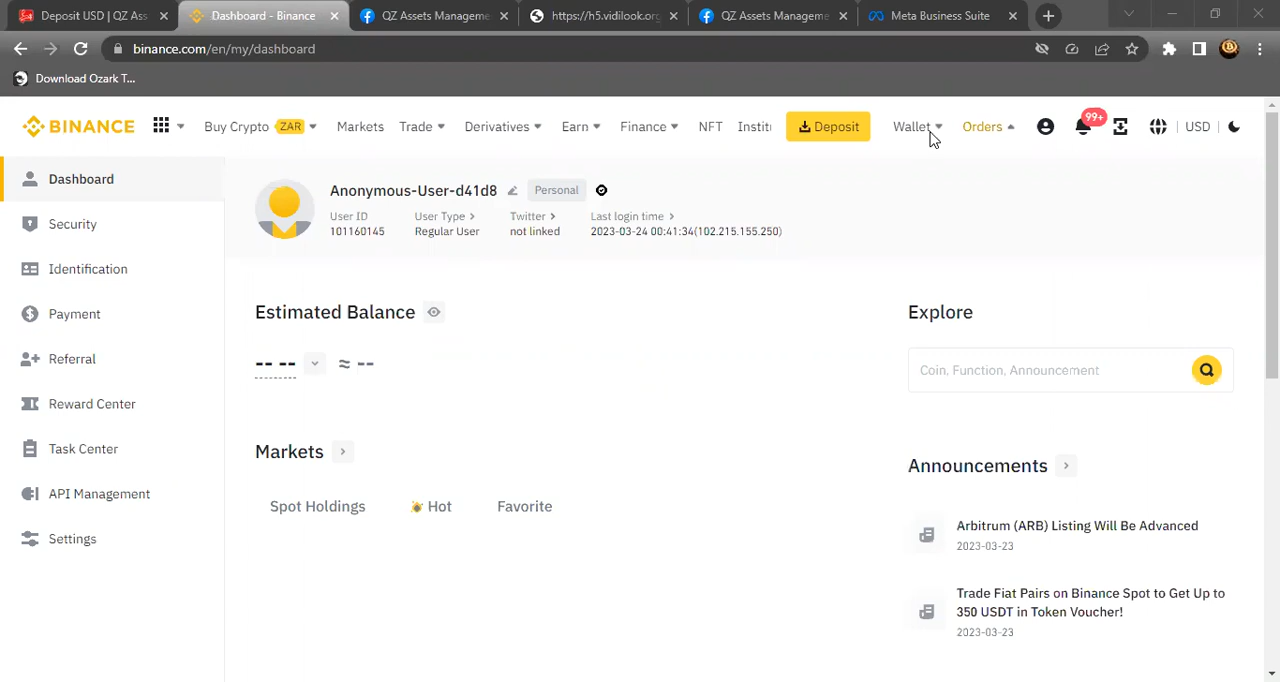 Deposit USD | QZ Ass
Dashboard - Binance
QZ Assets Manageme
https://h5.vidilook.org
QZ Assets Manageme
Meta Business Suite
binance.com/en/my/dashboard
Download Ozark T...
BINANCE
Buy Crypto ZAR
Markets
Trade
Derivatives
Earn
Finance
NFT
Instit
Deposit
Wallet
Orders
99+
USD
Dashboard
Security
Identification
Payment
Referral
Reward Center
Task Center
API Management
Settings
Anonymous-User-d41d8
Personal
User ID
101160145
User Type
Regular User
Twitter
not linked
Last login time
2023-03-24 00:41:34(102.215.155.250)
Estimated Balance
-- --
≈ --
Markets
Spot Holdings
Hot
Favorite
Explore
Coin, Function, Announcement
Announcements
Arbitrum (ARB) Listing Will Be Advanced
2023-03-23
Trade Fiat Pairs on Binance Spot to Get Up to
350 USDT in Token Voucher!
2023-03-23